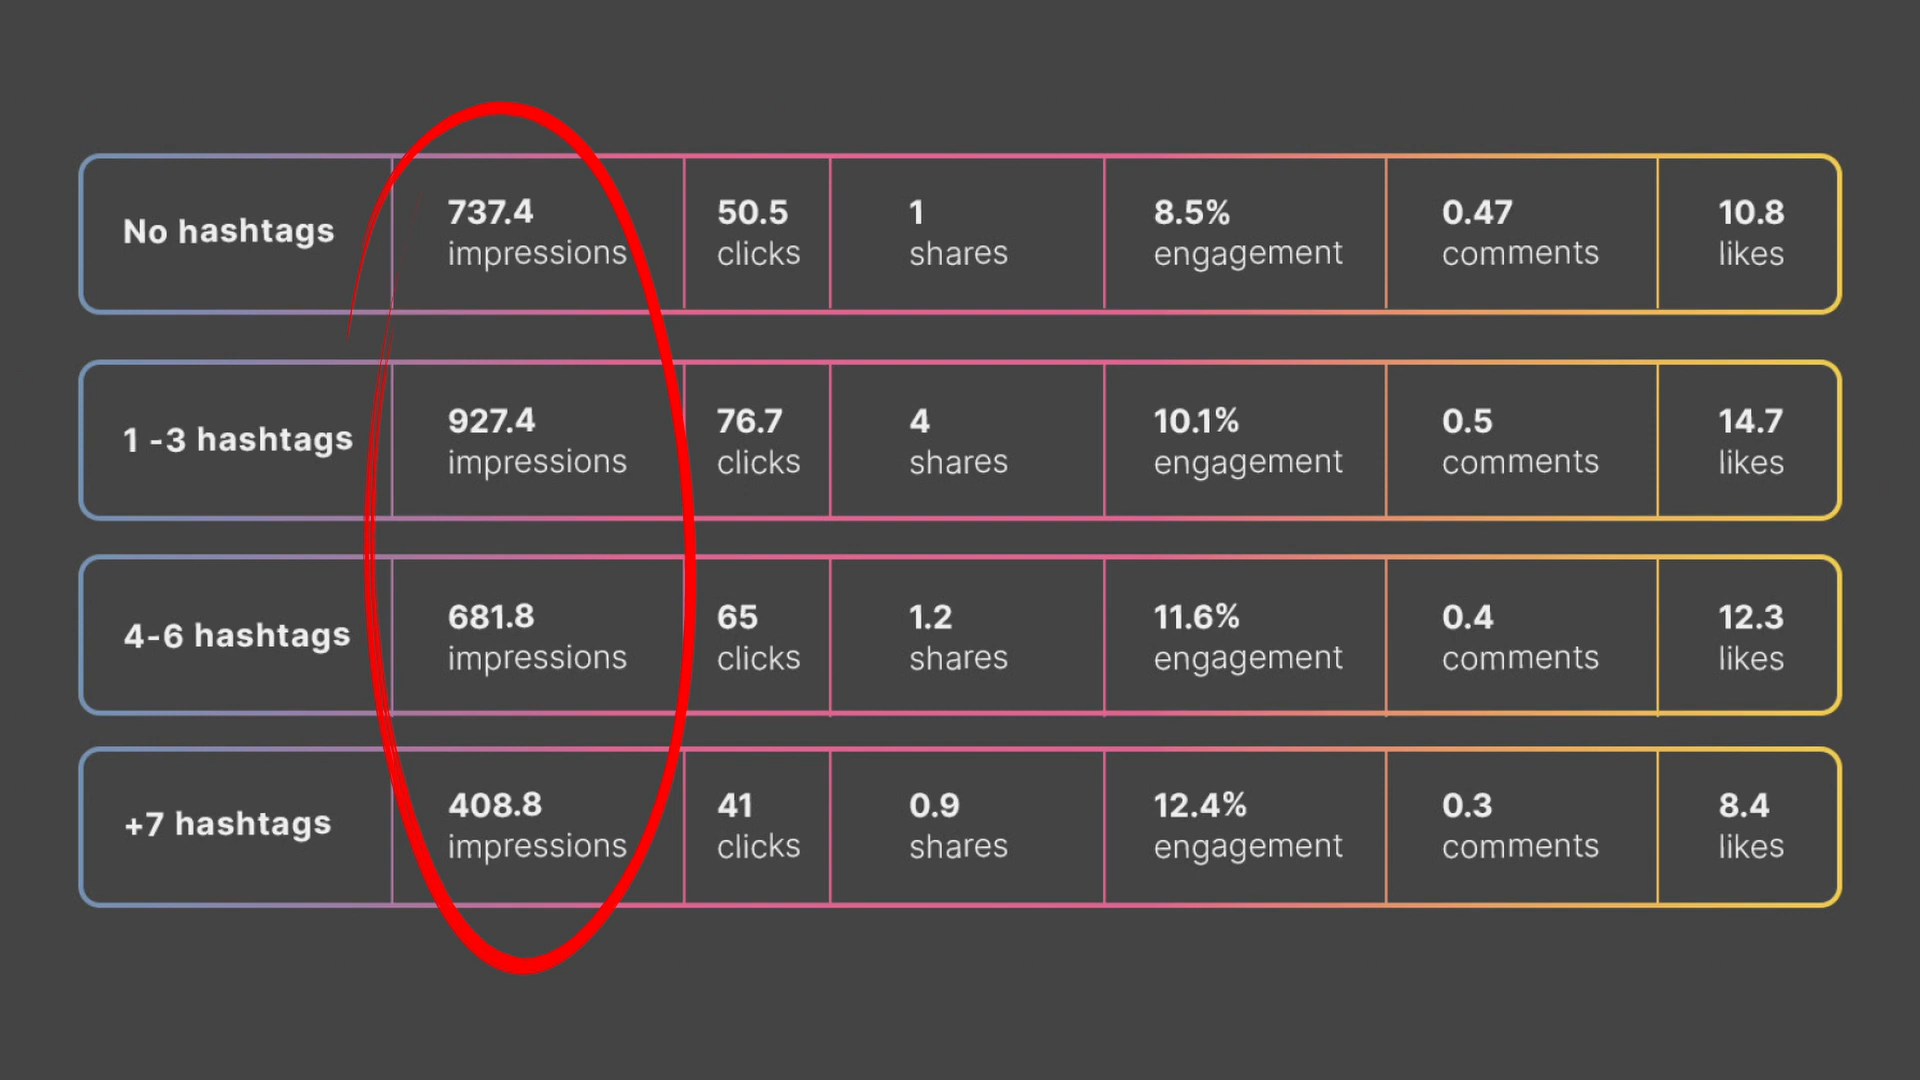 No hashtags
737.4
impressions
50.5
clicks
1
shares
8.5%
engagement
0.47
comments
10.8
likes
1 -3 hashtags
927.4
impressions
76.7
clicks
4
shares
10.1%
engagement
0.5
comments
14.7
likes
4-6 hashtags
681.8
impressions
65
clicks
1.2
shares
11.6%
engagement
0.4
comments
12.3
likes
+7 hashtags
408.8
impressions
41
clicks
0.9
shares
12.4%
engagement
0.3
comments
8.4
likes